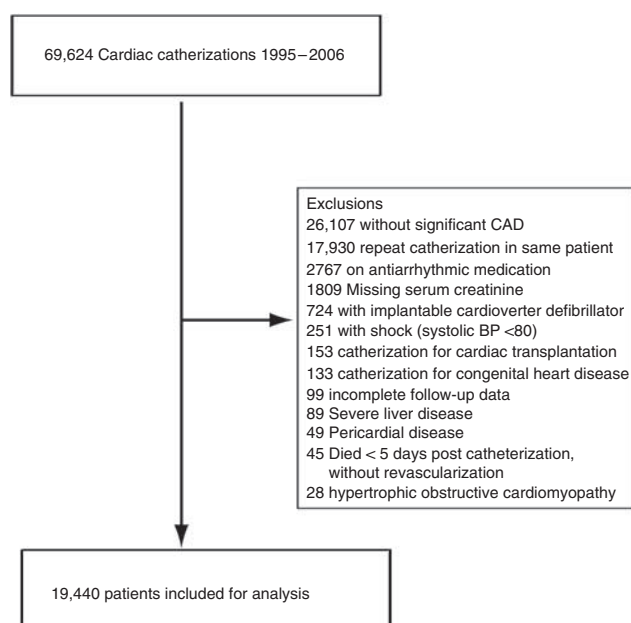 69,624 Cardiac catherizations 1995–2006
Exclusions
26,107 without significant CAD
17,930 repeat catherization in same patient
2767 on antiarrhythmic medication
1809 Missing serum creatinine
724 with implantable cardioverter defibrillator
251 with shock (systolic BP <80)
153 catherization for cardiac transplantation
133 catherization for congenital heart disease
99 incomplete follow-up data
89 Severe liver disease
49 Pericardial disease
45 Died < 5 days post catheterization,
without revascularization
28 hypertrophic obstructive cardiomyopathy
19,440 patients included for analysis